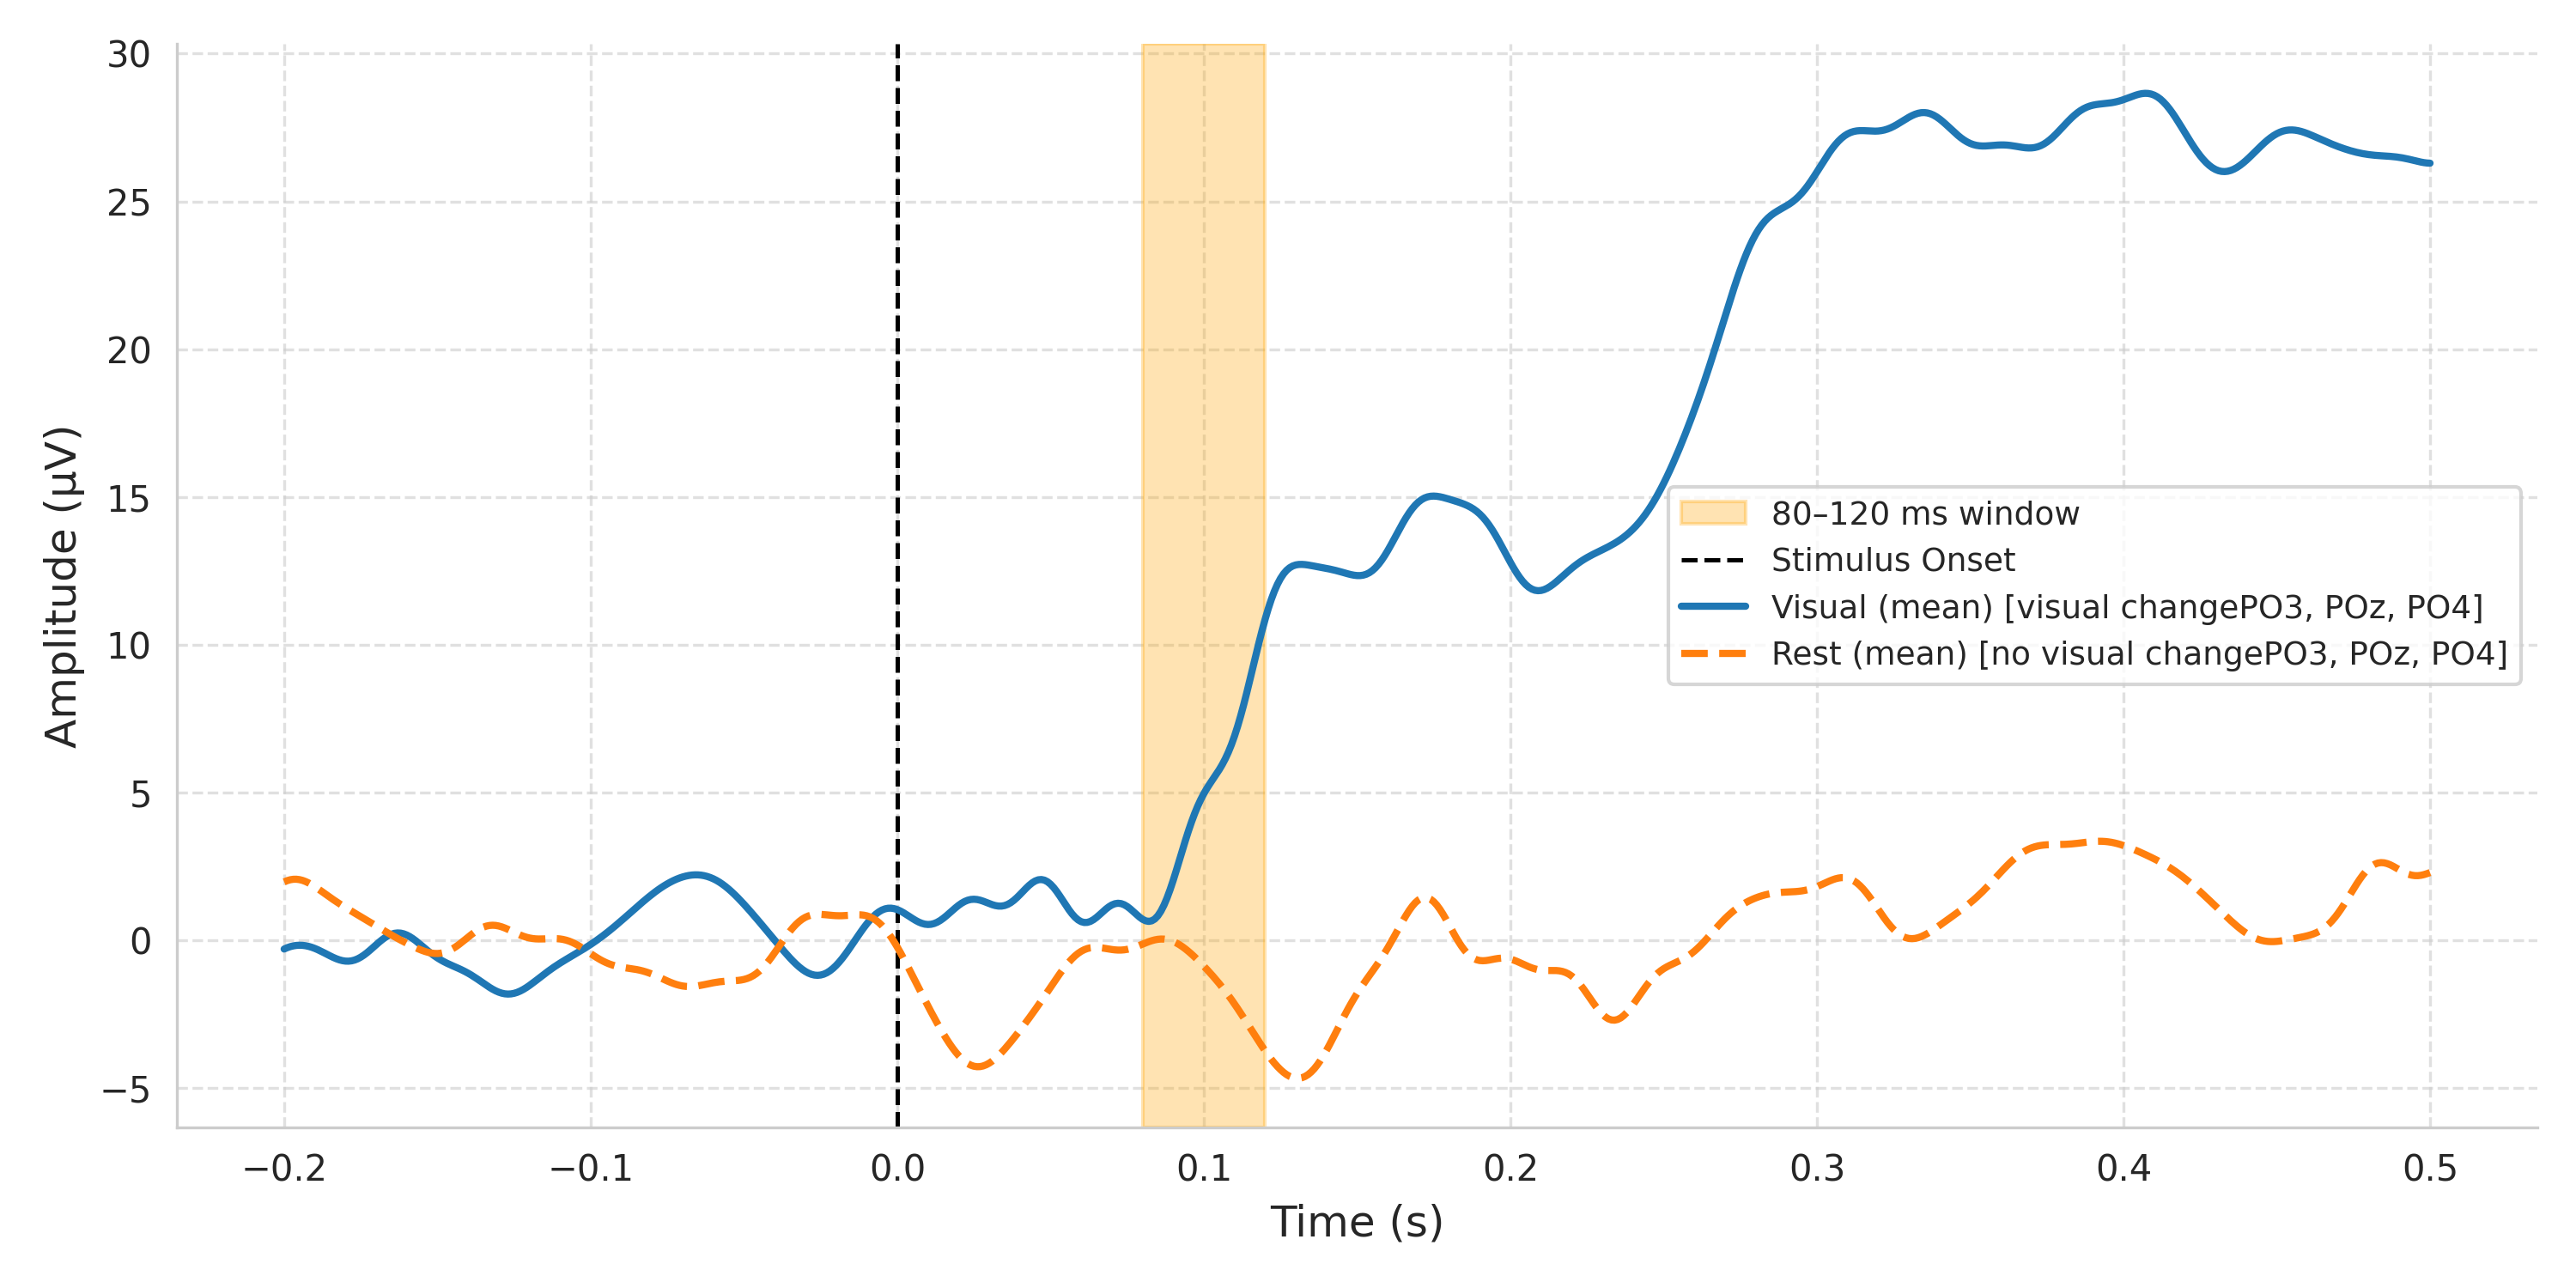 30
25
20
15
10
5
0
−5
Amplitude (µV)
80–120 ms window
Stimulus Onset
Visual (mean) [visual changePO3, POz, PO4]
Rest (mean) [no visual changePO3, POz, PO4]
−0.2 −0.1 0.0 0.1 0.2 0.3 0.4 0.5
Time (s)